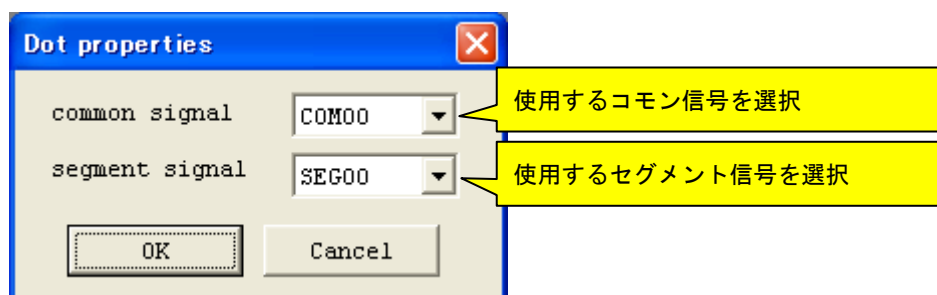 Dot properties
common signal
COM00
使用するコモン信号を選択
segment signal
SEG00
使用するセグメント信号を選択
OK
Cancel